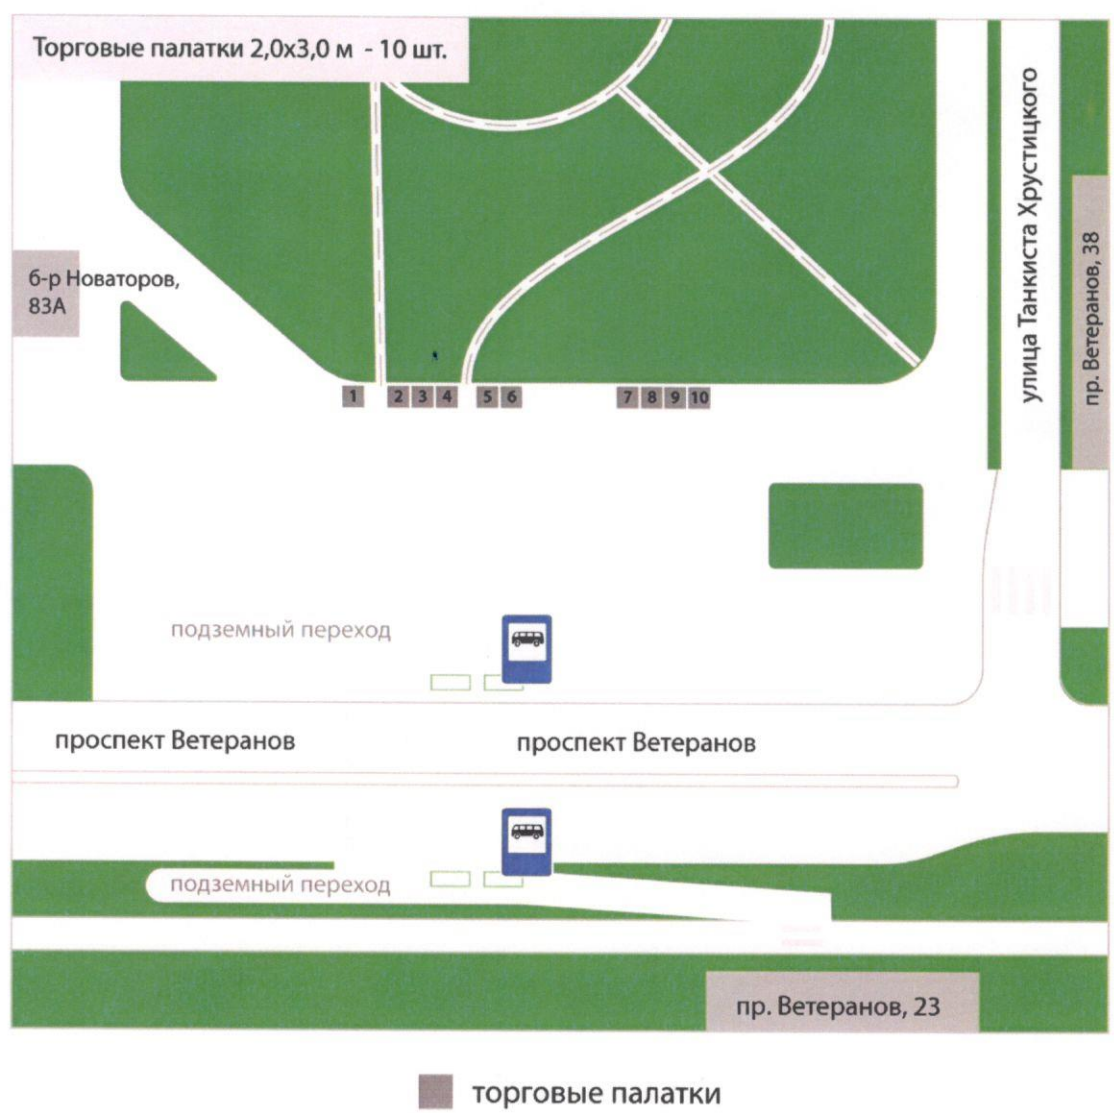 Торговые палатки 2,0х3,0 м - 10 шт.
улица Танкиста Хрустицкого
пр. Ветеранов, 38
б-р Новаторов,
83А
1 2 3 4 5 6 7 8 9 10
подземный переход
проспект Ветеранов проспект Ветеранов
подземный переход
пр. Ветеранов, 23
торговые палатки